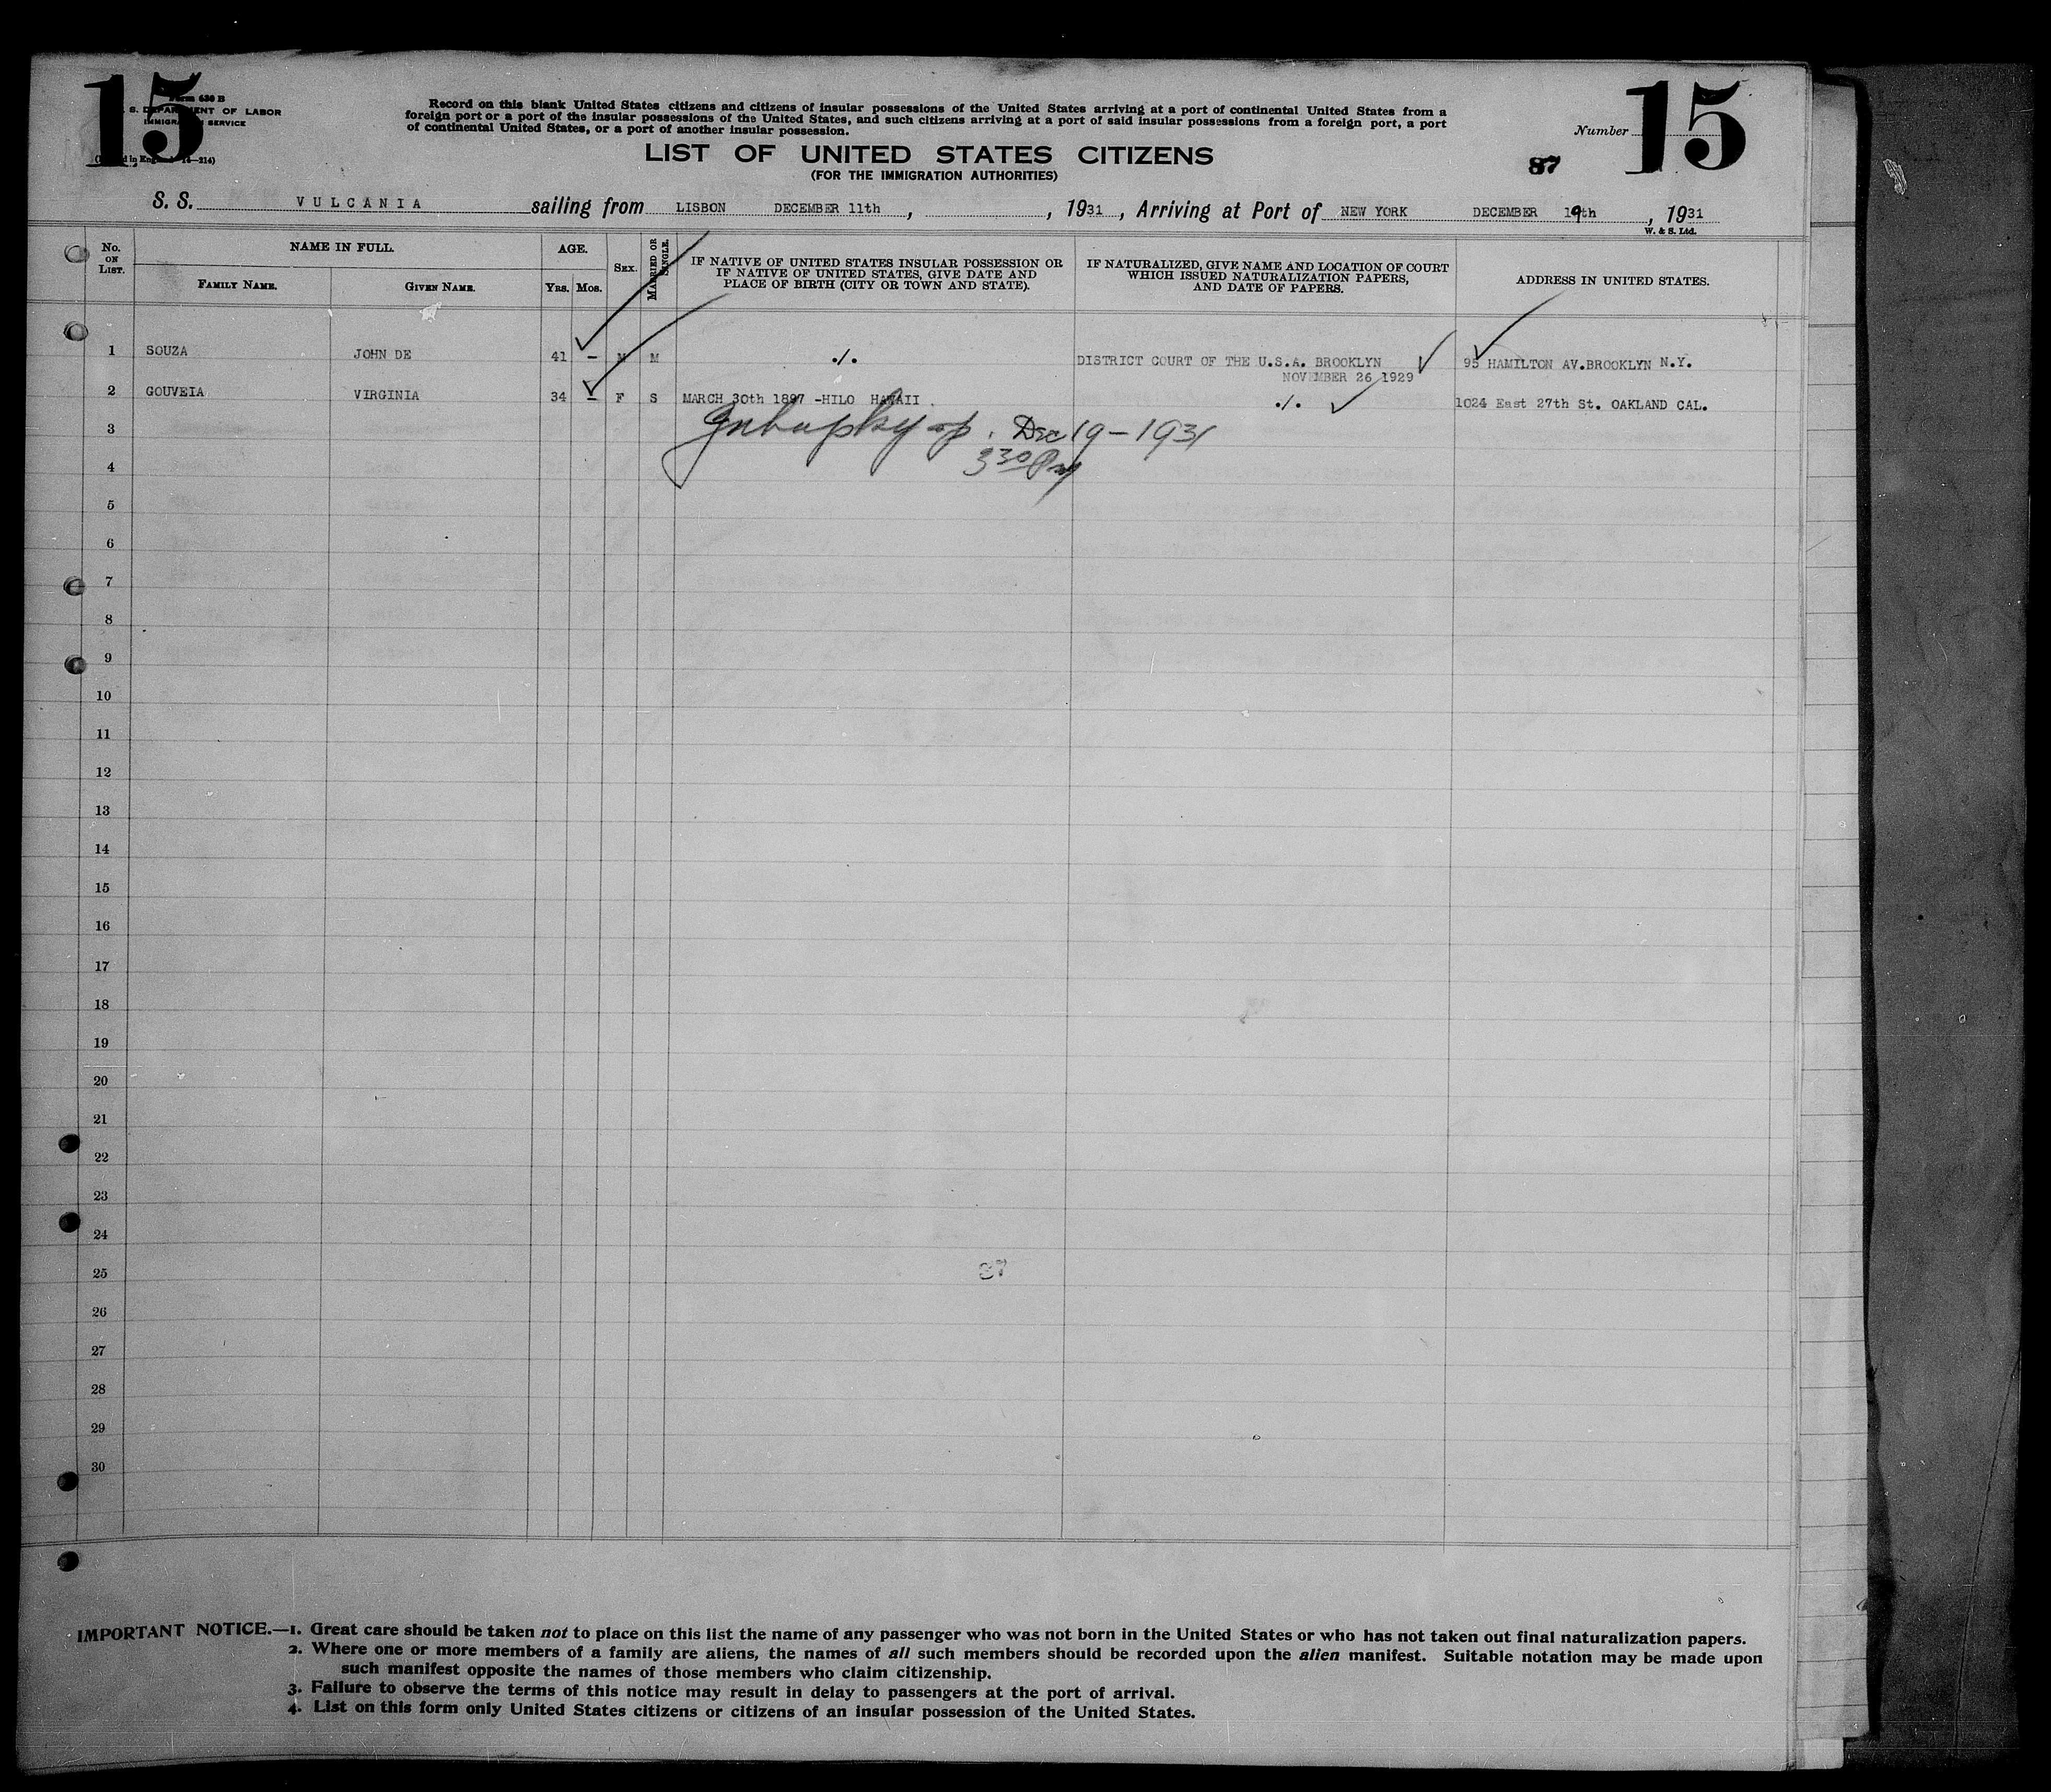 15 Form 630 B 15
S. DEPARTMENT OF LABOR
IMMIGRATION SERVICE
14—214)
Record on this blank United States citizens and citizens of insular possessions of the United States arriving at a port of continental United States from a
foreign port or a port of the insular possessions of the United States, and such citizens arriving at a port of said insular possessions from a foreign port, a port
of continental United States, or a port of another insular possession.
Number
LIST OF UNITED STATES CITIZENS
(FOR THE IMMIGRATION AUTHORITIES)
87
S. S. VULCANIA sailing from LISBON DECEMBER 11th, , 1931, Arriving at Port of NEW YORK DECEMBER 19th, 1931
W. & S. Ltd.
No. ON LIST.
NAME IN FULL.
FAMILY NAME. GIVEN NAME.
AGE.
YRS. MOS.
SEX.
MARRIED OR SINGLE.
IF NATIVE OF UNITED STATES INSULAR POSSESSION OR
IF NATIVE OF UNITED STATES, GIVE DATE AND
PLACE OF BIRTH (CITY OR TOWN AND STATE).
IF NATURALIZED, GIVE NAME AND LOCATION OF COURT
WHICH ISSUED NATURALIZATION PAPERS,
AND DATE OF PAPERS.
ADDRESS IN UNITED STATES.
1 SOUZA JOHN DE 41 – M M ./. DISTRICT COURT OF THE U.S.A. BROOKLYN 95 HAMILTON AV.BROOKLYN N.Y.
NOVEMBER 26 1929
2 GOUVEIA VIRGINIA 34 – F S MARCH 30th 1897 -HILO HAWAII ./. 1024 East 27th St. OAKLAND CAL.
3 Dec 19 – 1931
4 3 30 Pm
5
6
7
8
9
10
11
12
13
14
15
16
17
18
19
20
21
22
23
24
25 87
26
27
28
29
30
IMPORTANT NOTICE.—1. Great care should be taken not to place on this list the name of any passenger who was not born in the United States or who has not taken out final naturalization papers.
2. Where one or more members of a family are aliens, the names of all such members should be recorded upon the alien manifest. Suitable notation may be made upon
such manifest opposite the names of those members who claim citizenship.
3. Failure to observe the terms of this notice may result in delay to passengers at the port of arrival.
4. List on this form only United States citizens or citizens of an insular possession of the United States.